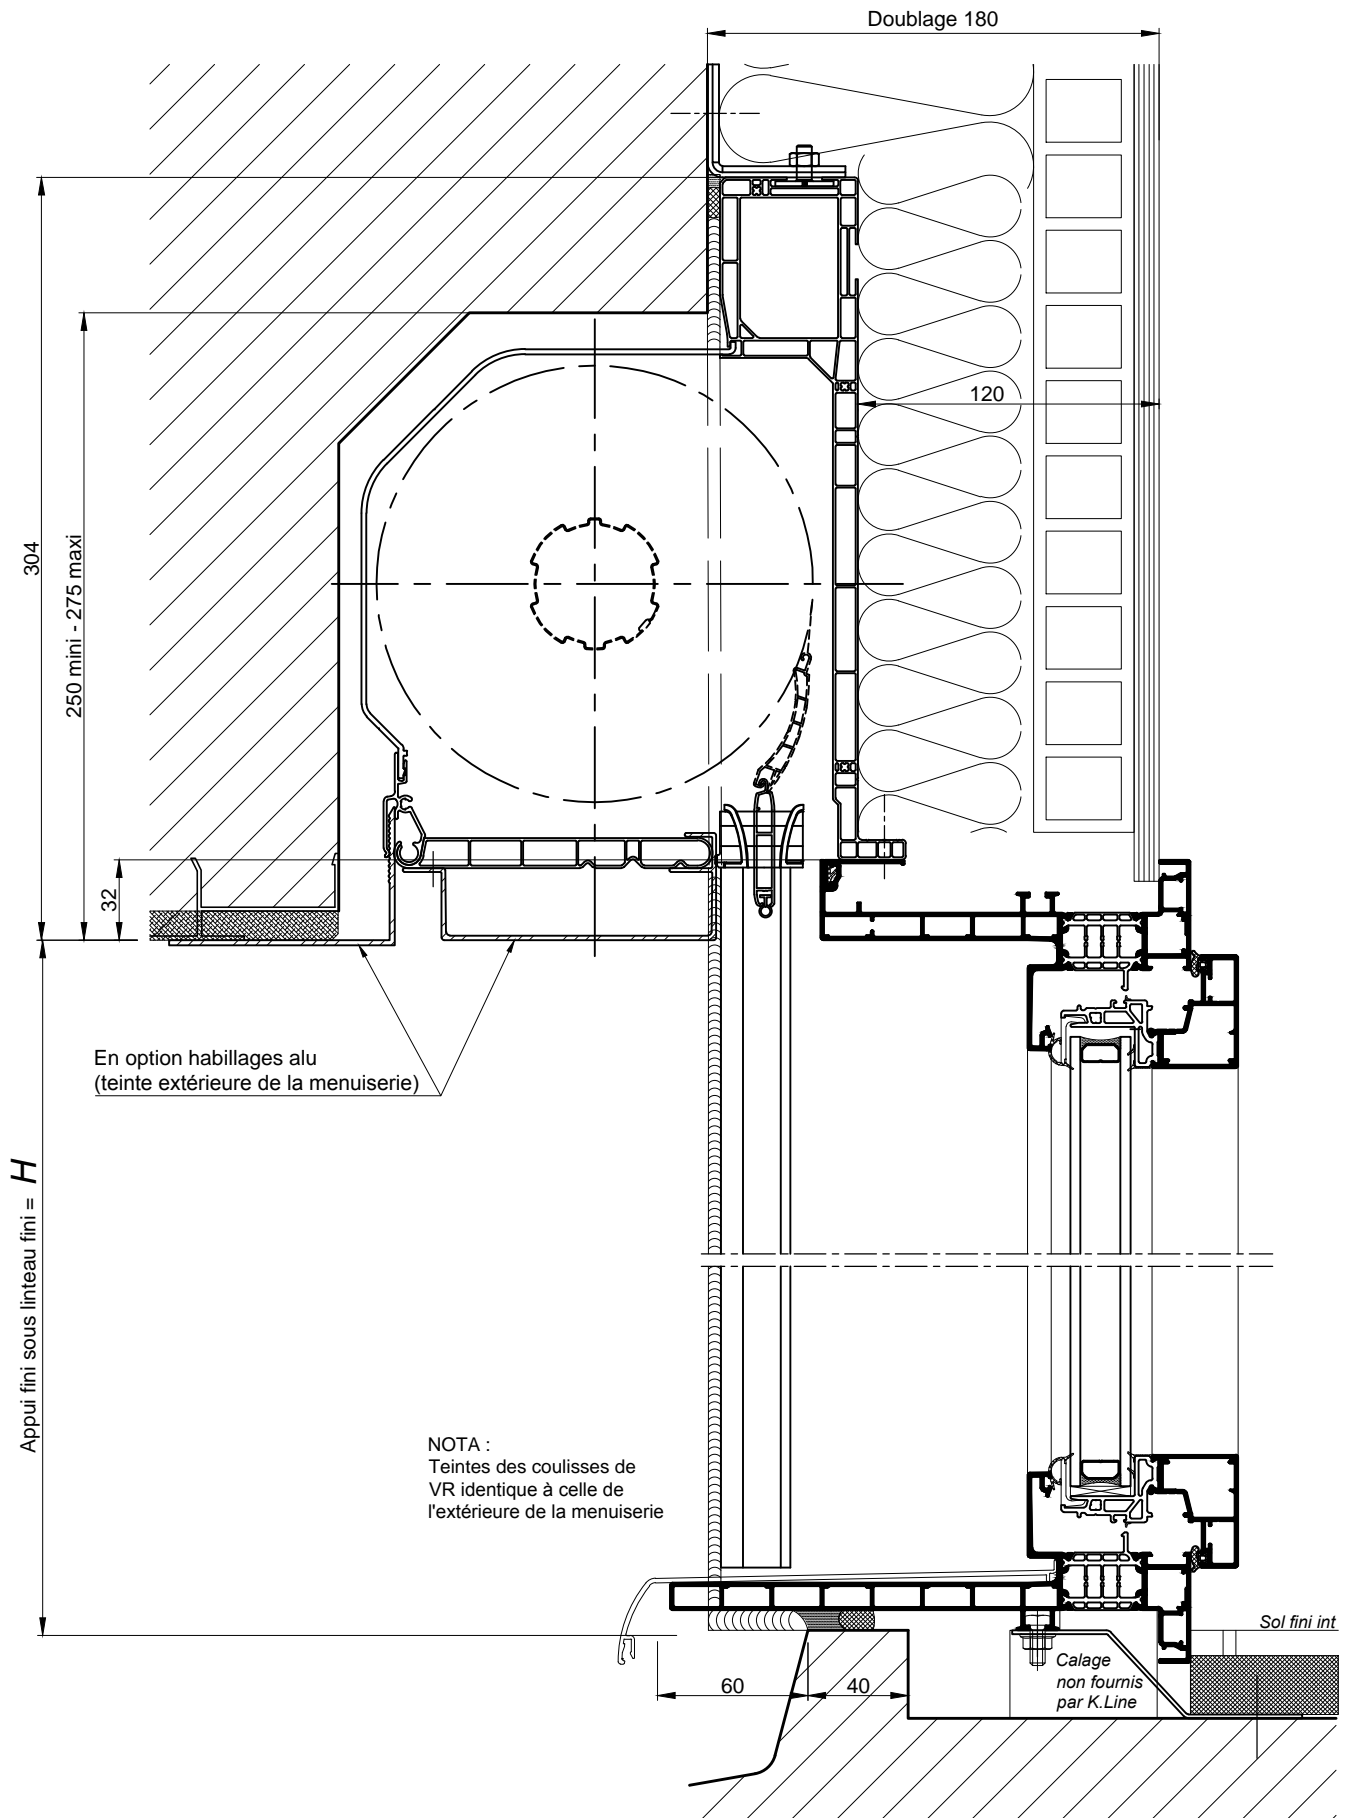 Doublage 180
120
304
250 mini - 275 maxi
32
En option habillages alu
(teinte extérieure de la menuiserie)
Appui fini sous linteau fini = H
NOTA :
Teintes des coulisses de
VR identique à celle de
l'extérieure de la menuiserie
Sol fini int
Calage
non fournis
par K.Line
60
40